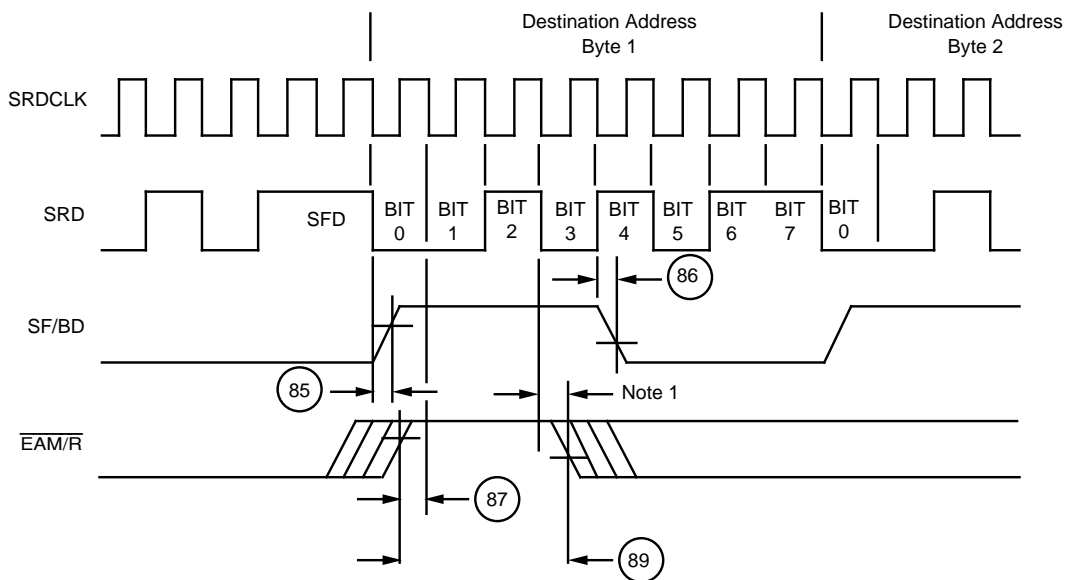 Destination Address
Byte 1
Destination Address
Byte 2
SRDCLK
SRD
SFD
BIT
0
BIT
1
BIT
2
BIT
3
BIT
4
BIT
5
BIT
6
BIT
7
BIT
0
86
SF/BD
85
Note 1
EAM/R
87
89